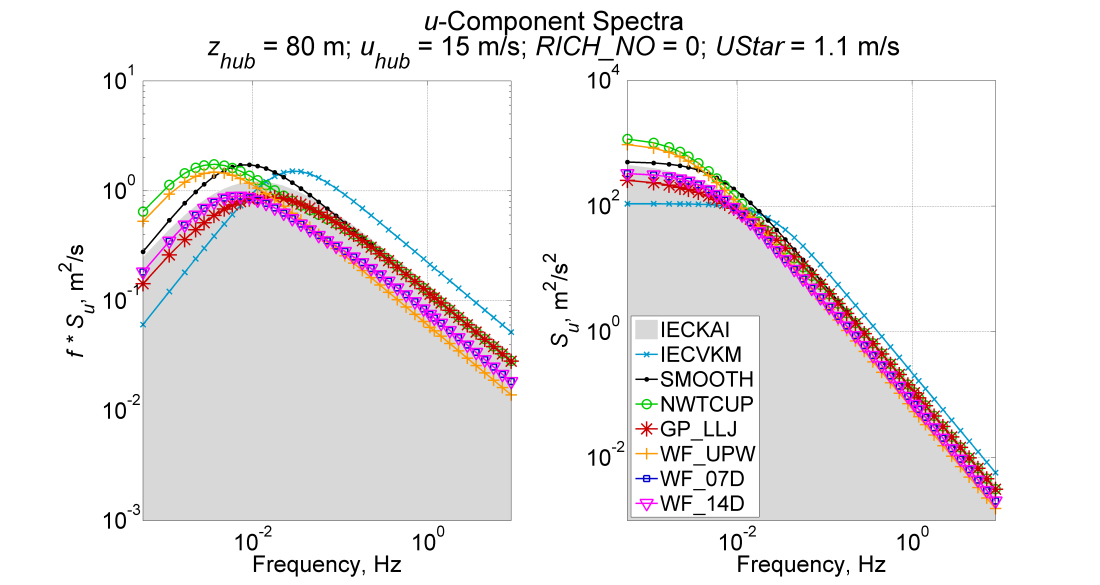 u-Component Spectra
z_hub = 80 m; u_hub = 15 m/s; RICH_NO = 0; UStar = 1.1 m/s
10^1
10^0
10^-1
10^-2
10^-3
f * S_u, m^2/s
10^-2
10^0
Frequency, Hz
10^4
10^2
10^0
10^-2
S_u, m^2/s^2
IECKAI
IECVKM
SMOOTH
NWTCUP
GP_LLJ
WF_UPW
WF_07D
WF_14D
10^-2
10^0
Frequency, Hz